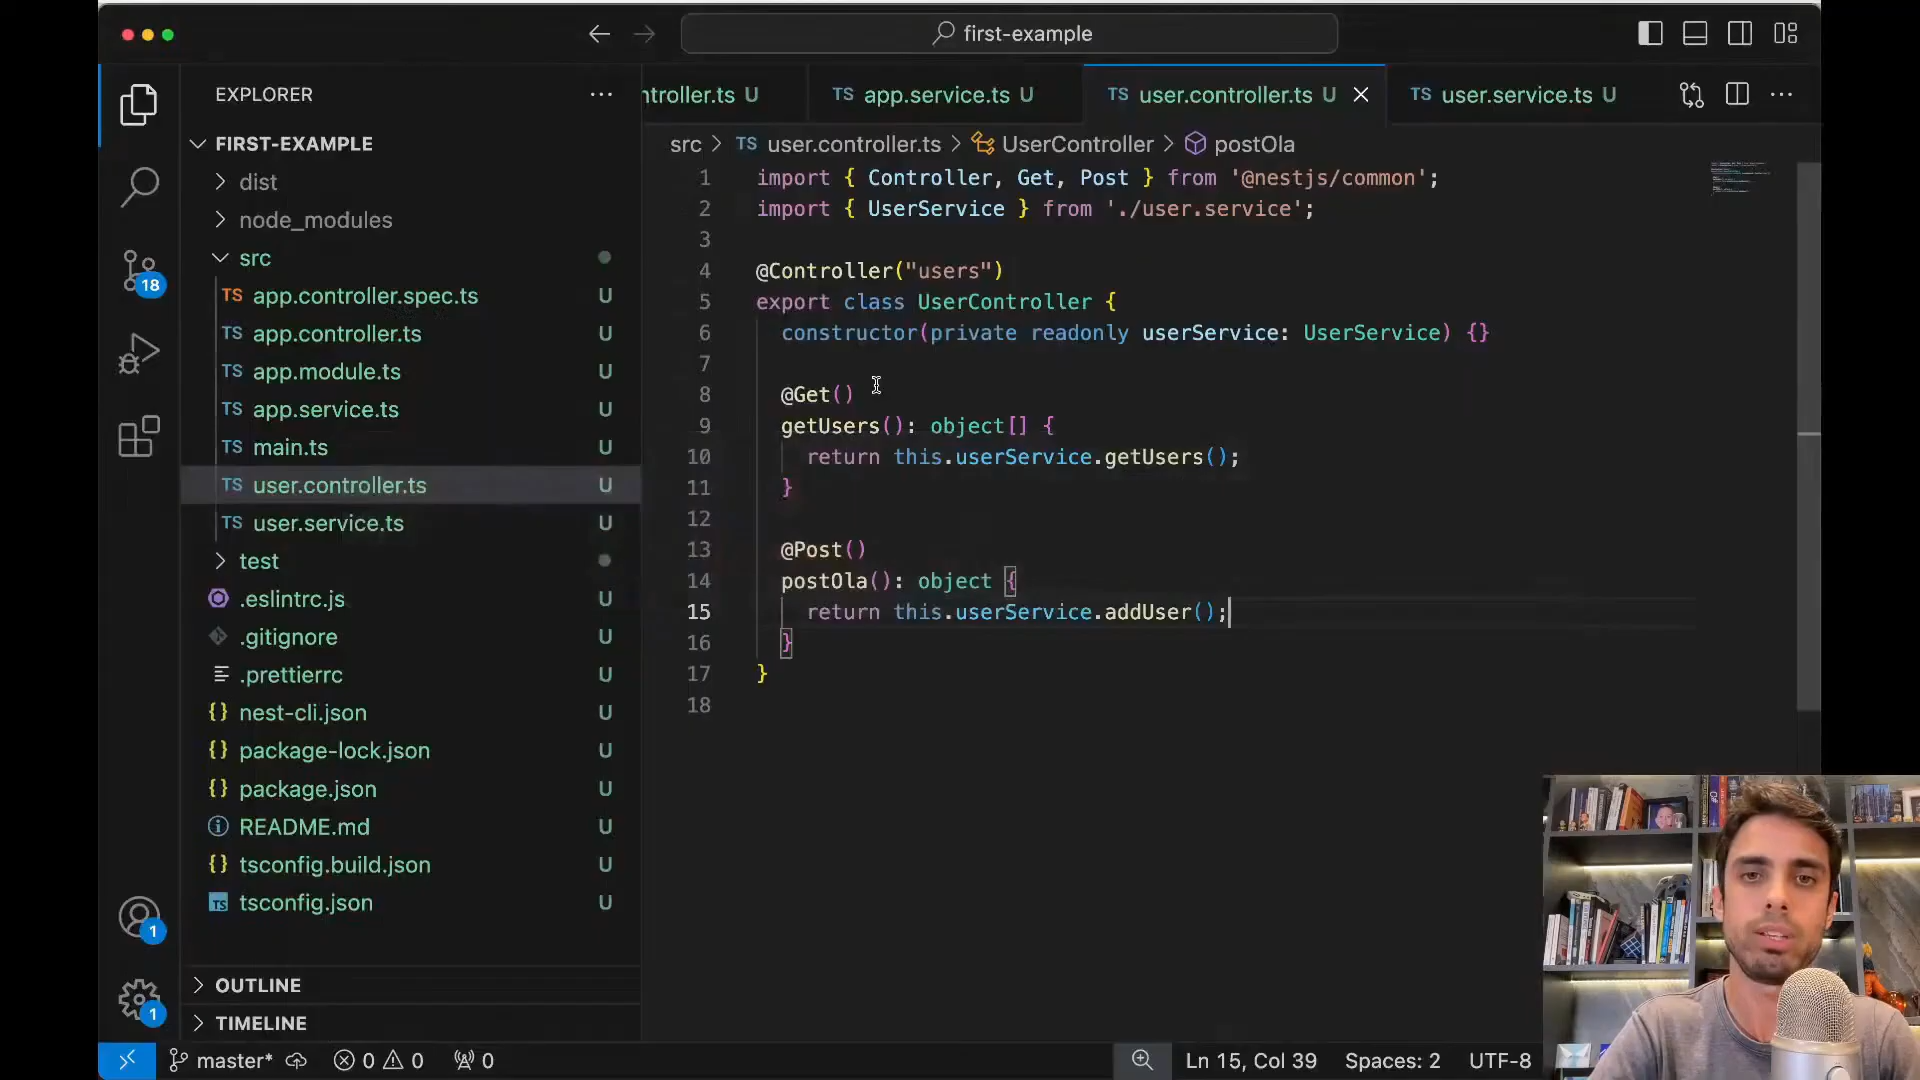 first-example
EXPLORER
ntroller.ts U
TS app.service.ts U
TS user.controller.ts U
TS user.service.ts U
src > TS user.controller.ts > UserController > postOla
FIRST-EXAMPLE
dist
node_modules
src
TS app.controller.spec.ts U
TS app.controller.ts U
TS app.module.ts U
TS app.service.ts U
TS main.ts U
TS user.controller.ts U
TS user.service.ts U
test
.eslintrc.js U
.gitignore U
.prettierrc U
{} nest-cli.json U
{} package-lock.json U
{} package.json U
README.md U
{} tsconfig.build.json U
TS tsconfig.json U
OUTLINE
TIMELINE
18
1
1
1 import { Controller, Get, Post } from '@nestjs/common';
2 import { UserService } from './user.service';
3
4 @Controller("users")
5 export class UserController {
6 constructor(private readonly userService: UserService) {}
7
8 @Get()
9 getUsers(): object[] {
10 return this.userService.getUsers();
11 }
12
13 @Post()
14 postOla(): object {
15 return this.userService.addUser();
16 }
17 }
18
master* 0 0 0
Ln 15, Col 39 Spaces: 2 UTF-8